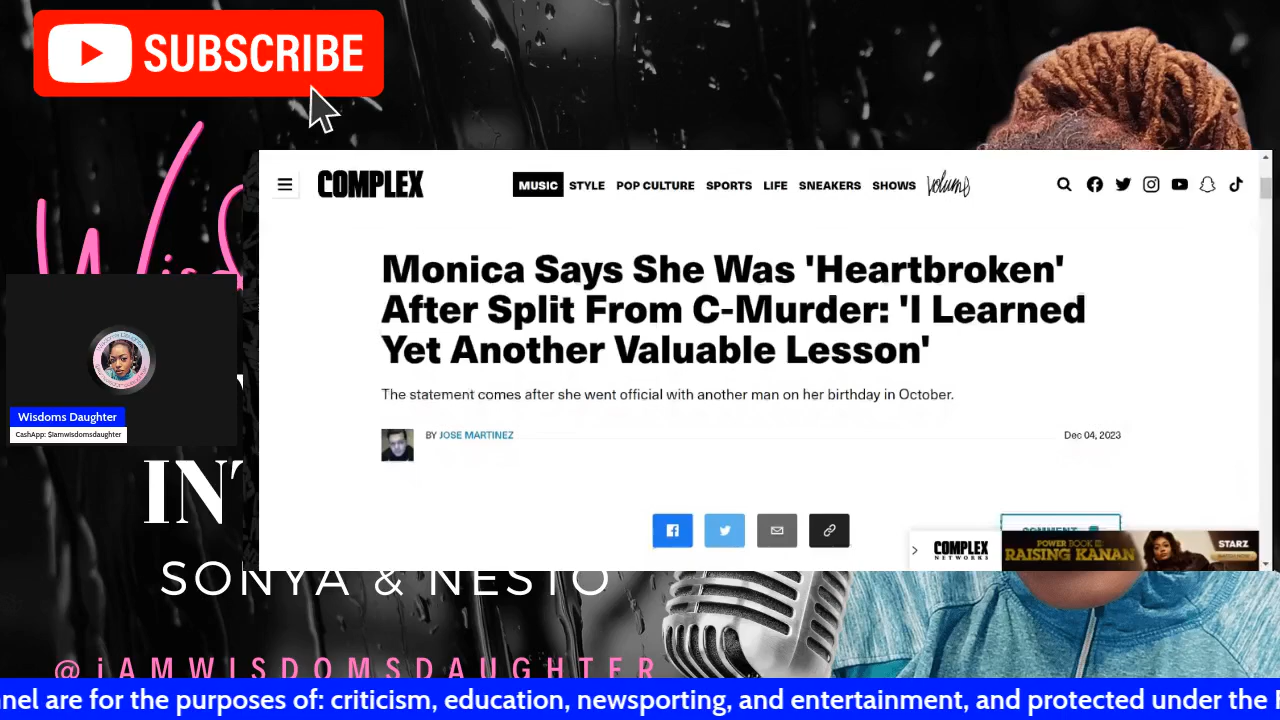 SUBSCRIBE
COMPLEX
MUSIC STYLE POP CULTURE SPORTS LIFE SNEAKERS SHOWS Volume
Monica Says She Was 'Heartbroken'
After Split From C-Murder: 'I Learned
Yet Another Valuable Lesson'
The statement comes after she went official with another man on her birthday in October.
BY JOSE MARTINEZ
Dec 04, 2023
COMMENT
COMPLEX
NETWORKS
POWER BOOK III:
RAISING KANAN
STARZ
Wisdoms Daughter
CashApp: $iamwisdomsdaughter
SONYA & NESTO
@iAMWISDOMSDAUGHTER
nel are for the purposes of: criticism, education, newsporting, and entertainment, and protected under the